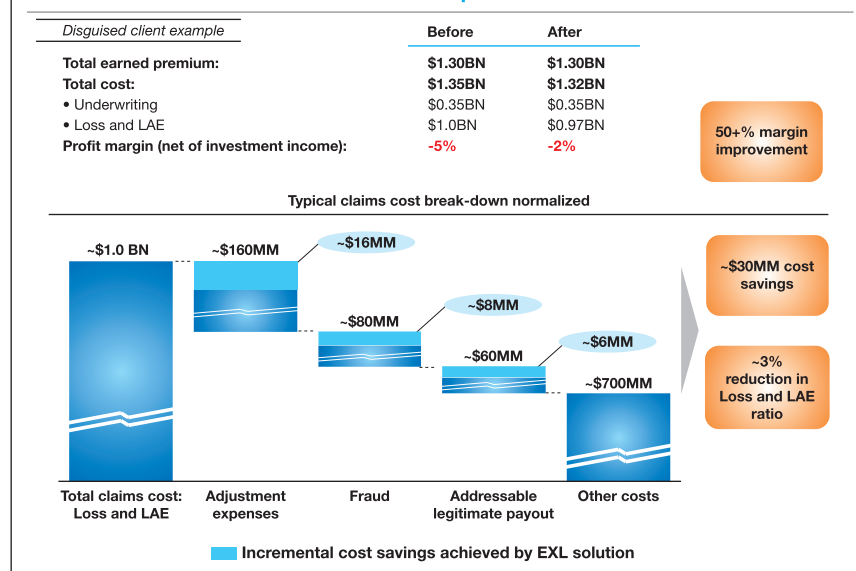 Disguised client example
Before After
Total earned premium: $1.30BN $1.30BN
Total cost: $1.35BN $1.32BN
• Underwriting $0.35BN $0.35BN
• Loss and LAE $1.0BN $0.97BN
Profit margin (net of investment income): -5% -2%
50+% margin
improvement
Typical claims cost break-down normalized
~$1.0 BN
~$160MM
~$16MM
~$80MM
~$8MM
~$60MM
~$6MM
~$700MM
~$30MM cost
savings
~3%
reduction in
Loss and LAE
ratio
Total claims cost:
Loss and LAE
Adjustment
expenses
Fraud
Addressable
legitimate payout
Other costs
Incremental cost savings achieved by EXL solution